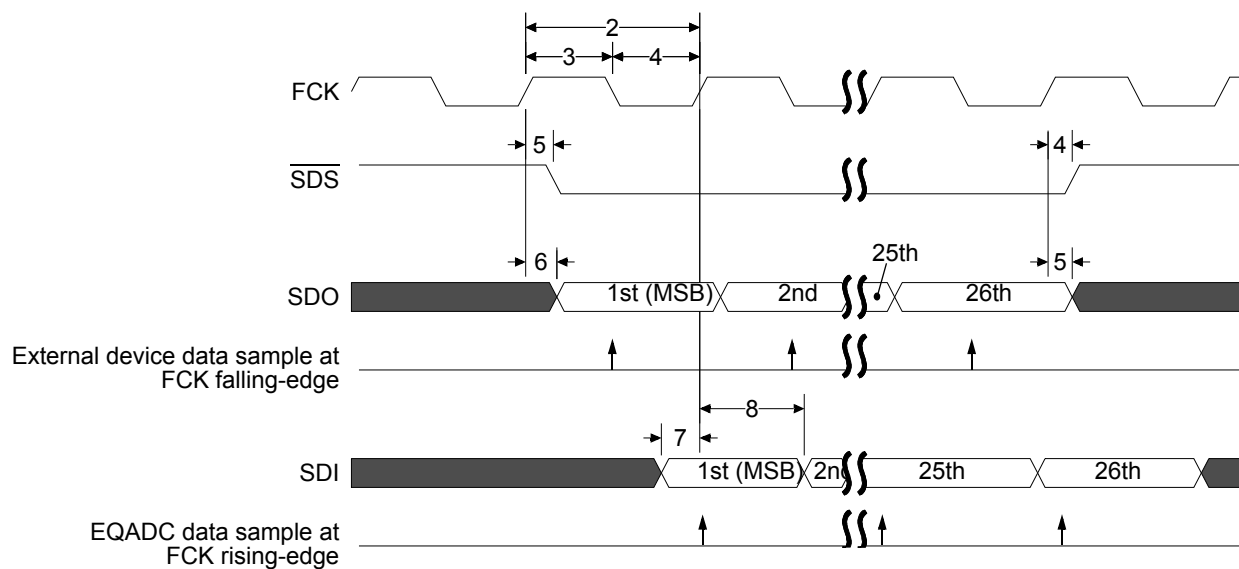 2
3 4
FCK
5 4
SDS
25th
6 5
SDO 1st (MSB) 2nd 26th
External device data sample at
FCK falling-edge
8
7
SDI 1st (MSB) 2nd 25th 26th
EQADC data sample at
FCK rising-edge